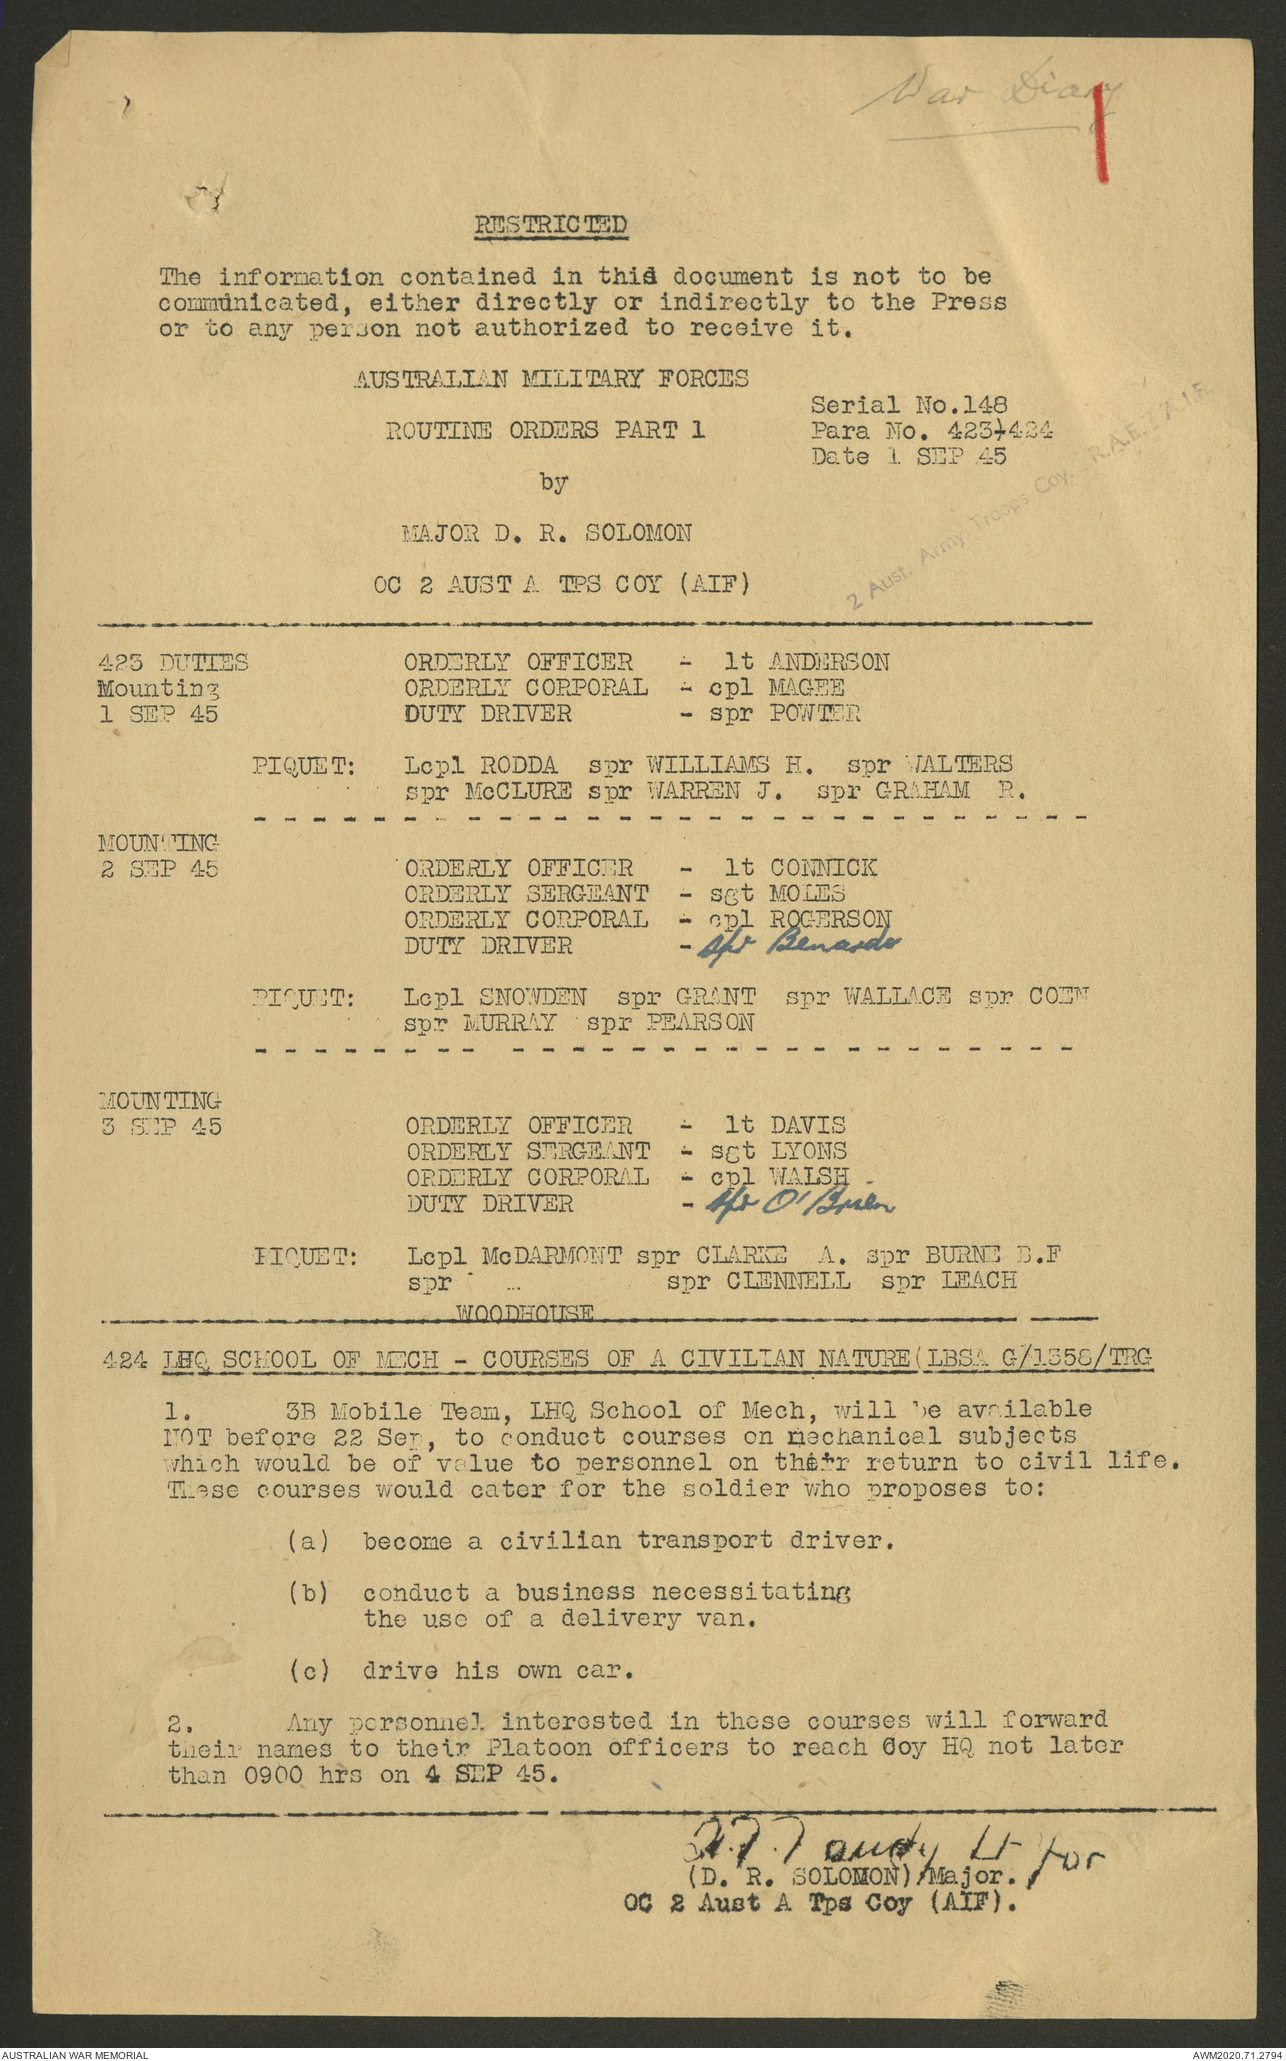 War Diary
RESTRICTED
The information contained in this document is not to be
communicated, either directly or indirectly to the Press
or to any person not authorized to receive it.
AUSTRALIAN MILITARY FORCES
Serial No.148
ROUTINE ORDERS PART 1
Para No. 423+424
Date 1 SEP 45
by
MAJOR D. R. SOLOMON
OC 2 AUST A TPS COY (AIF)
2 Aust. Army Troops Coy. R.A.E. A.I.F.
423 DUTIES ORDERLY OFFICER - lt ANDERSON
Mounting ORDERLY CORPORAL - cpl MAGEE
1 SEP 45 DUTY DRIVER - spr POWTER
PIQUET: Lcpl RODDA spr WILLIAMS H. spr WALTERS
spr McCLURE spr WARREN J. spr GRAHAM R.
MOUNTING
2 SEP 45 ORDERLY OFFICER - lt CONNICK
ORDERLY SERGEANT - sgt MOLES
ORDERLY CORPORAL - cpl ROGERSON
DUTY DRIVER - spr Benardo
PIQUET: Lcpl SNOWDEN spr GRANT spr WALLACE spr COEN
spr MURRAY spr PEARSON
MOUNTING
3 SEP 45 ORDERLY OFFICER - lt DAVIS
ORDERLY SERGEANT - sgt LYONS
ORDERLY CORPORAL - cpl WALSH
DUTY DRIVER - spr O'Brien
PIQUET: Lcpl McDARMONT spr CLARKE A. spr BURNE B.F
spr spr CLENNELL spr LEACH
WOODHOUSE
424 LHQ SCHOOL OF MECH - COURSES OF A CIVILIAN NATURE(LBSA G/1358/TRG
1. 3B Mobile Team, LHQ School of Mech, will be available
NOT before 22 Sep, to conduct courses on mechanical subjects
which would be of value to personnel on their return to civil life.
These courses would cater for the soldier who proposes to:
(a) become a civilian transport driver.
(b) conduct a business necessitating
the use of a delivery van.
(c) drive his own car.
2. Any personnel interested in these courses will forward
their names to their Platoon officers to reach Coy HQ not later
than 0900 hrs on 4 SEP 45.
Lt for
(D. R. SOLOMON) Major.
OC 2 Aust A Tps Coy (AIF).
AUSTRALIAN WAR MEMORIAL
AWM2020.71.2794